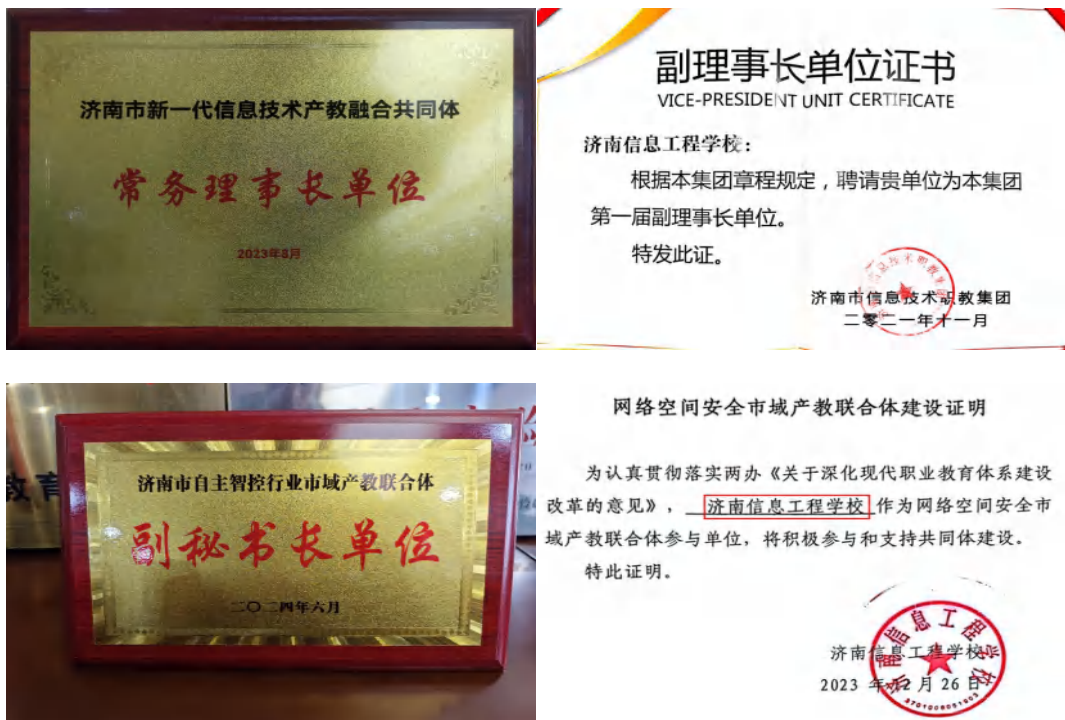 济南市新一代信息技术产教融合共同体
常务理事长单位
2023年8月
副理事长单位证书
VICE-PRESIDENT UNIT CERTIFICATE
济南信息工程学校：
根据本集团章程规定，聘请贵单位为本集团
第一届副理事长单位。
特发此证。
济南市信息技术职教集团
二零二一年十一月
济南市自主智控行业市域产教联合体
副秘书长单位
二〇二四年六月
教育
网络空间安全市域产教联合体建设证明
为认真贯彻落实两办《关于深化现代职业教育体系建设
改革的意见》，济南信息工程学校作为网络空间安全市
域产教联合体参与单位，将积极参与和支持共同体建设。
特此证明。
济南信息工程学校
2023 年 12 月 26 日
济南信息工程学校